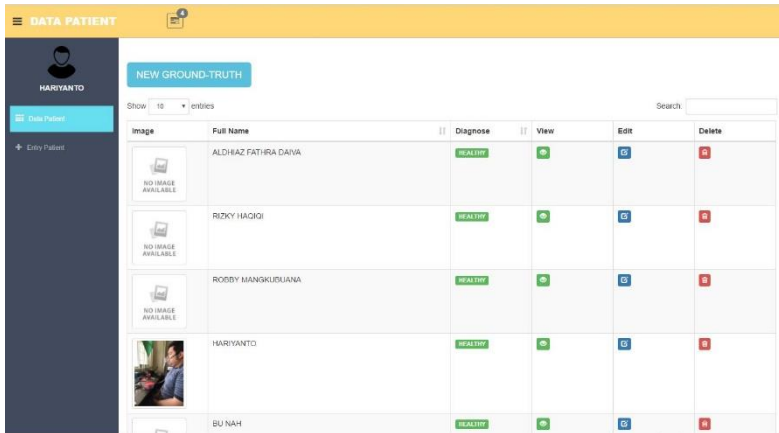 DATA PATIENT
4
HARIYANTO
Data Patient
Entry Patient
NEW GROUND-TRUTH
Show 10 entries
Search:
Image Full Name Diagnose View Edit Delete
NO IMAGE
AVAILABLE
ALDHIAZ FATHRA DAIVA HEALTHY
NO IMAGE
AVAILABLE
RIZKY HAQIQI HEALTHY
NO IMAGE
AVAILABLE
ROBBY MANGKUBUANA HEALTHY
HARIYANTO HEALTHY
BU NAH HEALTHY